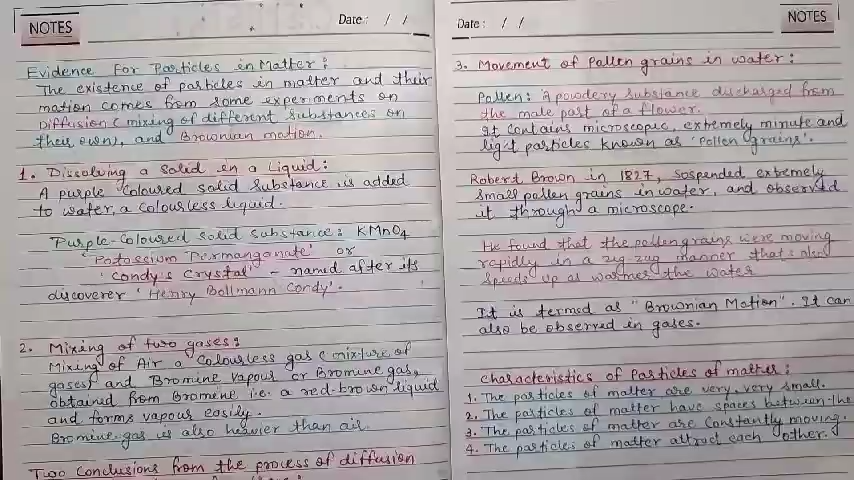 NOTES
Date: / /
Evidence For Particles in Matter:
The existence of particles in matter and their
motion comes from some experiments on
Diffusion (mixing of different substances on
their own), and Brownian motion.
1. Dissolving a Solid in a Liquid:
A purple coloured solid substance is added
to water, a colourless liquid.
Purple-coloured solid substance: KMnO4
'Potassium Permanganate' or
'Condy's Crystal' - named after its
discoverer 'Henry Bollmann Condy'.
2. Mixing of two gases:
Mixing of Air a Colourless gas (mixture of
gases) and Bromine vapour or Bromine gas,
obtained from Bromine i.e. a red-brown liquid
and forms vapour easily.
Bromine gas is also heavier than air
Two Conclusions from the process of diffusion
Date: / /
NOTES
3. Movement of Pollen grains in water:
Pollen: A powdery substance discharged from
the male part of a flower.
It contains microscopic, extremely minute and
light particles known as 'Pollen grains'.
Robert Brown in 1827, suspended extremely
small pollen grains in water, and observed
it through a microscope.
He found that the pollen grains were moving
rapidly in a zig-zag manner that also
speeds up as warmer the water
It is termed as "Brownian Motion". It can
also be observed in gases.
Characteristics of Particles of matter:
1. The particles of matter are very, very small.
2. The particles of matter have spaces between the
3. The particles of matter are constantly moving.
4. The particles of matter attract each other.